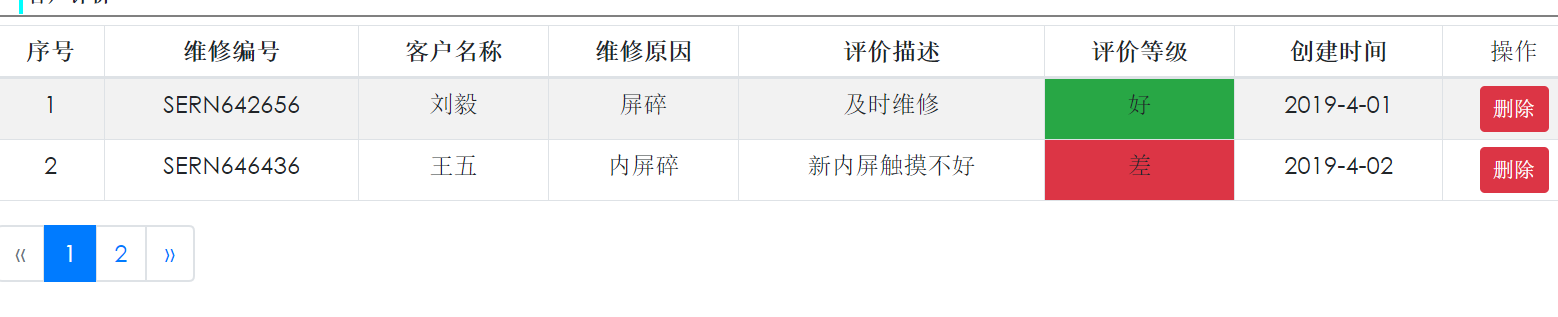 序号 维修编号 客户名称 维修原因 评价描述 评价等级 创建时间 操作
1 SERN642656 刘毅 屏碎 及时维修 好 2019-4-01 删除
2 SERN646436 王五 内屏碎 新内屏触摸不好 差 2019-4-02 删除
« 1 2 »